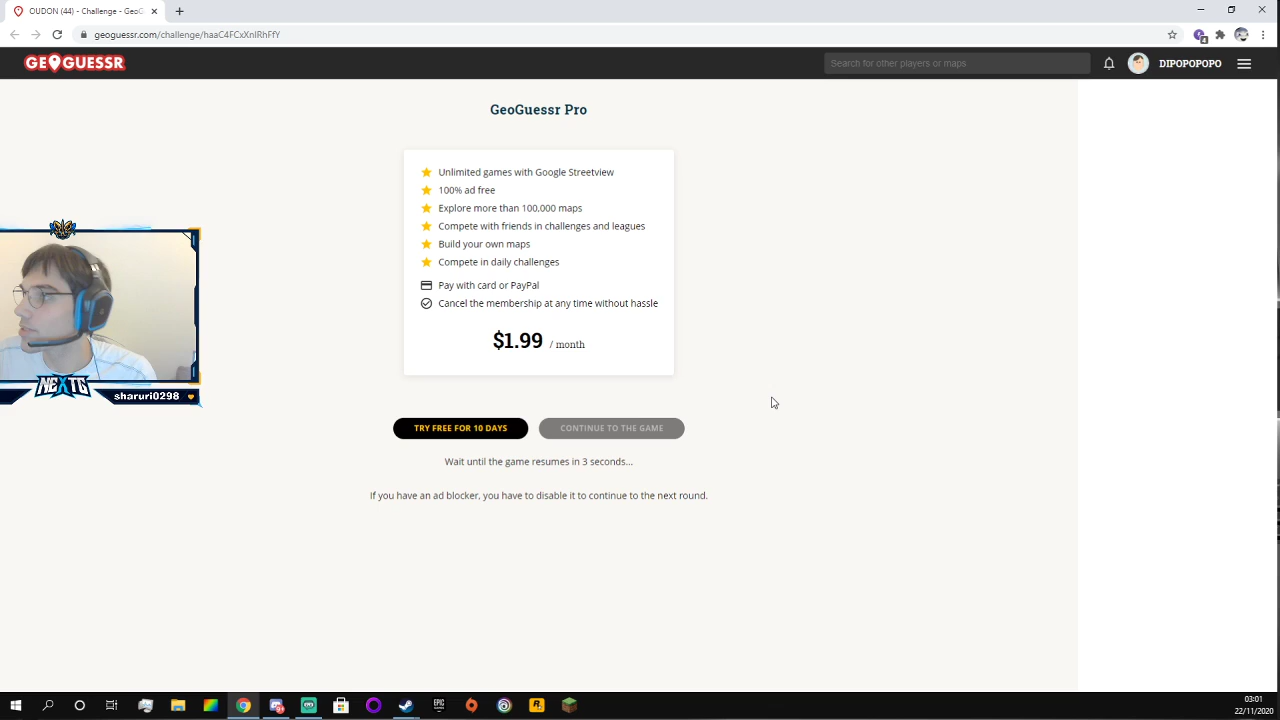 OUDON (44) - Challenge - GeoG
geoguessr.com/challenge/haaC4FCxXnIRhFfY
GEOGUESSR
Search for other players or maps
DIPOPOPOPO
GeoGuessr Pro
Unlimited games with Google Streetview
100% ad free
Explore more than 100,000 maps
Compete with friends in challenges and leagues
Build your own maps
Compete in daily challenges
Pay with card or PayPal
Cancel the membership at any time without hassle
$1.99 / month
NEXTG
sharuri0298
TRY FREE FOR 10 DAYS
CONTINUE TO THE GAME
Wait until the game resumes in 3 seconds...
If you have an ad blocker, you have to disable it to continue to the next round.
EPIC
03:01
22/11/2020